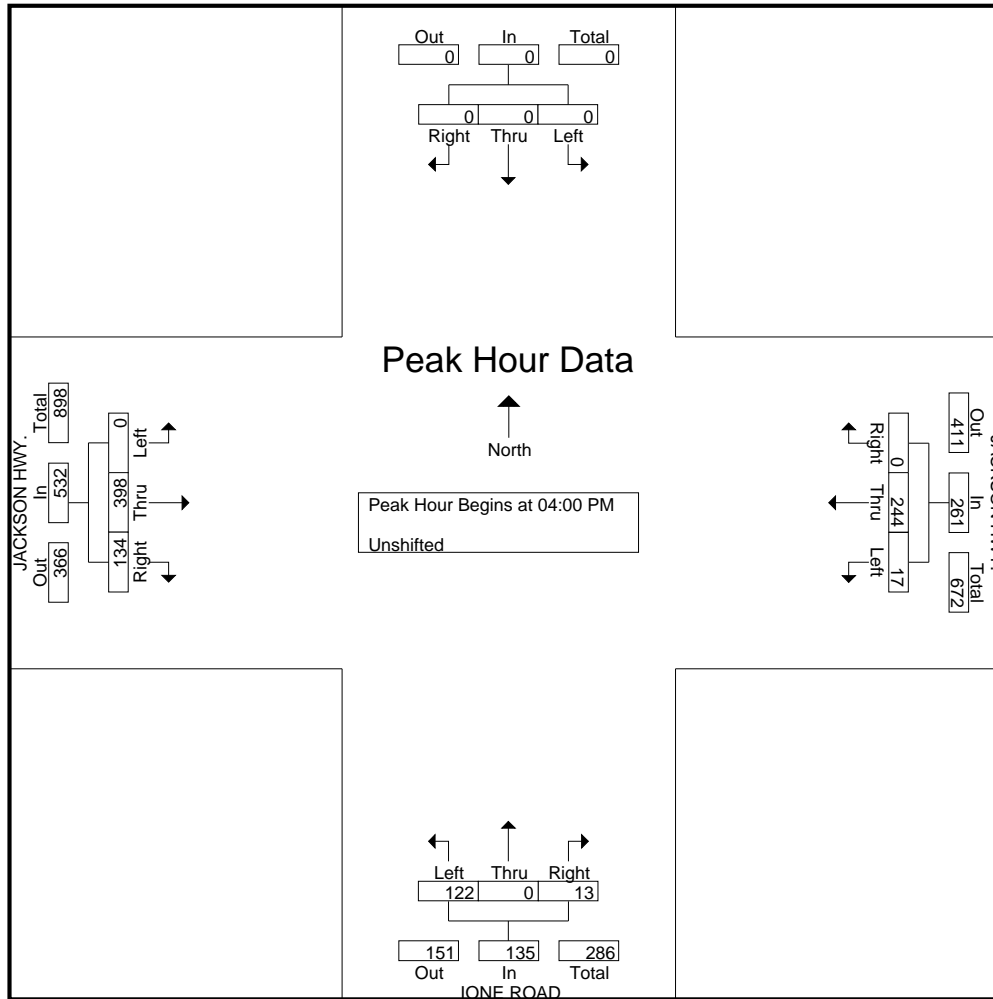 Out In Total
0 0 0
0 0 0
Right Thru Left
Peak Hour Data
North
Peak Hour Begins at 04:00 PM
Unshifted
JACKSON HWY.
Out In Total
366 532 898
134 398 0
Right Thru Left
Out In Total
411 261 672
0 244 17
Right Thru Left
Left Thru Right
122 0 13
151 135 286
Out In Total
IONE ROAD